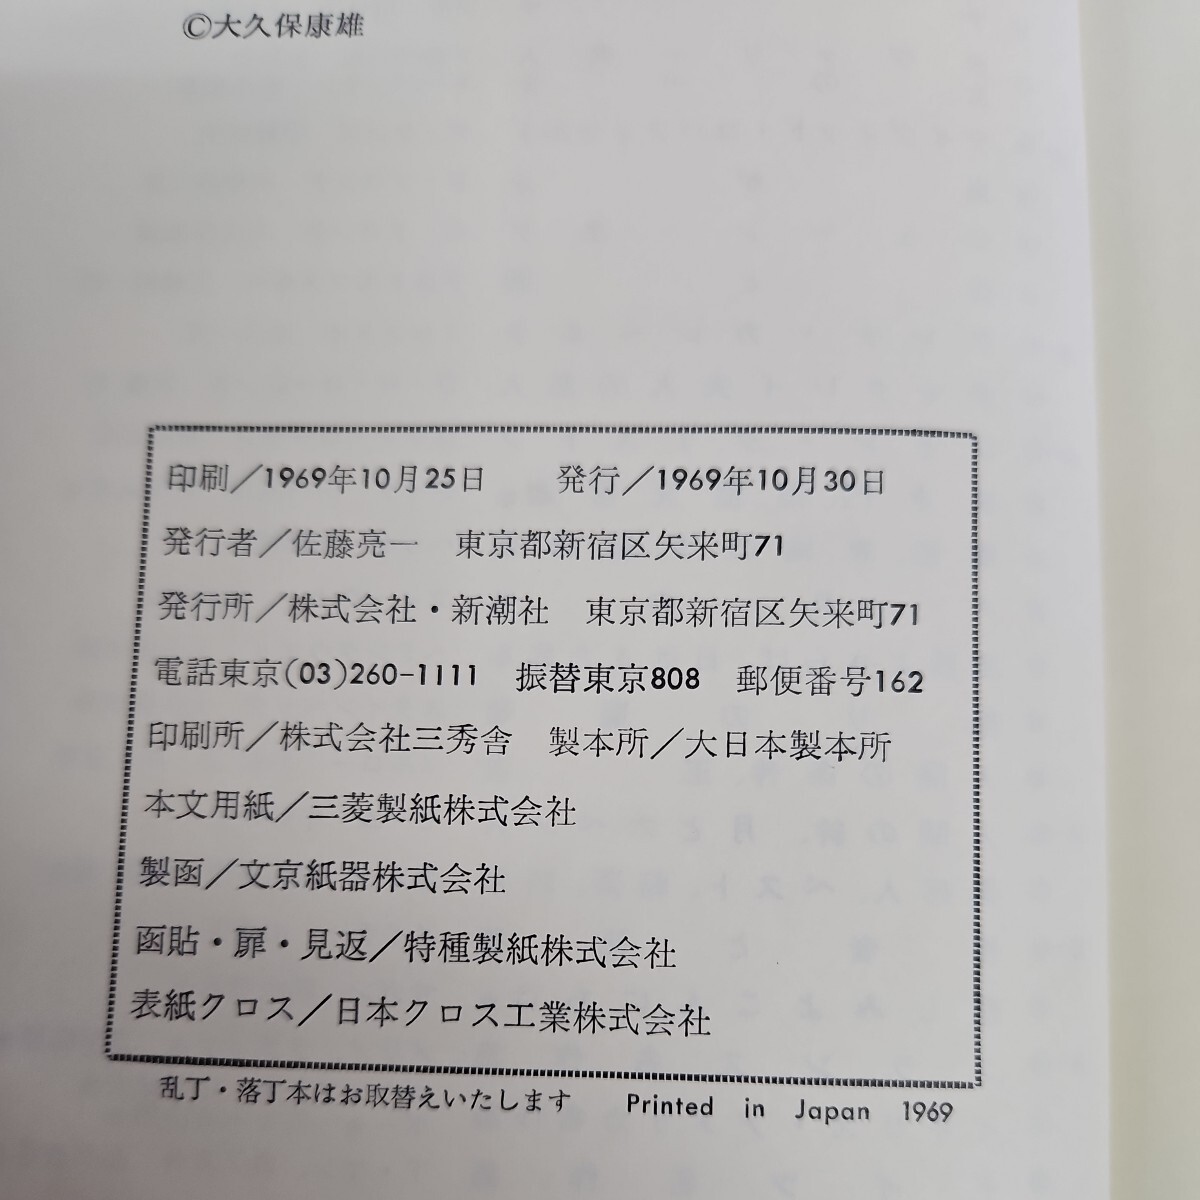 ©大久保康雄
印刷／1969年10月25日　発行／1969年10月30日
発行者／佐藤亮一　東京都新宿区矢来町71
発行所／株式会社・新潮社　東京都新宿区矢来町71
電話東京(03)260-1111　振替東京808　郵便番号162
印刷所／株式会社三秀舎　製本所／大日本製本所
本文用紙／三菱製紙株式会社
製函／文京紙器株式会社
函貼・扉・見返／特種製紙株式会社
表紙クロス／日本クロス工業株式会社
乱丁・落丁本はお取替えいたします　Printed in Japan 1969